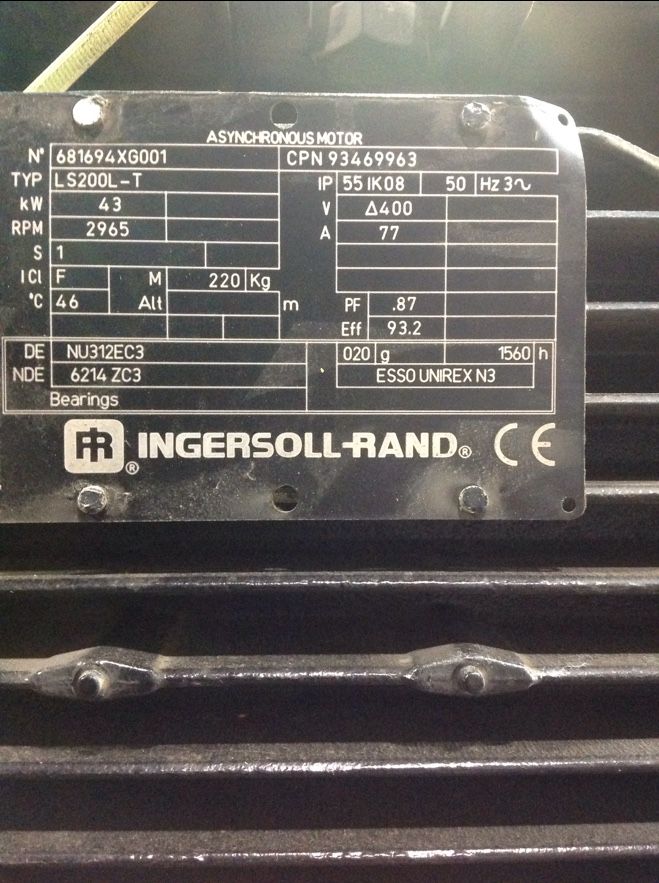 ASYNCHRONOUS MOTOR
N° 681694XG001 CPN 93469963
TYP LS200L-T IP 55 IK08 50 Hz 3∿
kW 43 V Δ400
RPM 2965 A 77
S 1
I Cl F M 220 Kg
°C 46 Alt m PF .87
Eff 93.2
DE NU312EC3 020 g 1560 h
NDE 6214 ZC3 ESSO UNIREX N3
Bearings
IR ® INGERSOLL-RAND ® CE